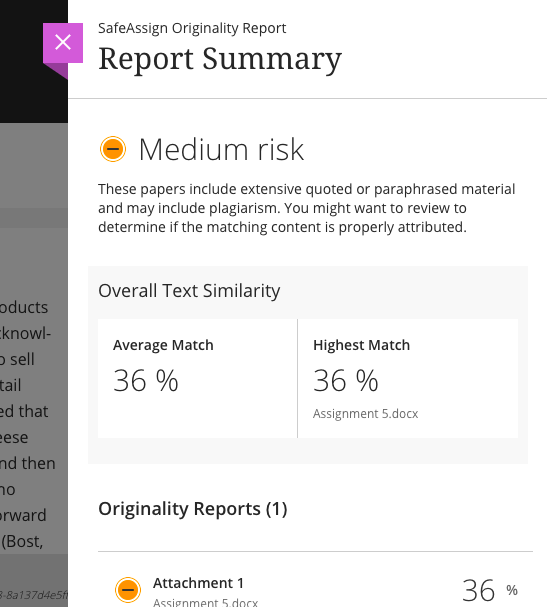 SafeAssign Originality Report
Report Summary
Medium risk
These papers include extensive quoted or paraphrased material
and may include plagiarism. You might want to review to
determine if the matching content is properly attributed.
Overall Text Similarity
Average Match
36 %
Highest Match
36 %
Assignment 5.docx
Originality Reports (1)
Attachment 1
36 %
Assignment 5.docx
oducts
cknowl-
o sell
tail
ed that
eese
nd then
no
orward
(Bost,
8-8a137d4e5ff